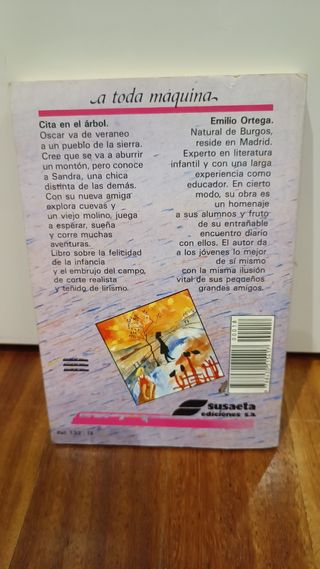 a toda máquina
Cita en el árbol.
Oscar va de veraneo
a un pueblo de la sierra.
Cree que se va a aburrir
un montón, pero conoce
a Sandra, una chica
distinta de las demás.
Con su nueva amiga
explora cuevas y
un viejo molino, juega
a esperar, sueña
y corre muchas
aventuras.
Libro sobre la felicidad
de la infancia
y el embrujo del campo,
de corte realista
y teñido de lirismo.
Emilio Ortega.
Natural de Burgos,
reside en Madrid.
Experto en literatura
infantil y con una larga
experiencia como
educador. En cierto
modo, su obra es
un homenaje
a sus alumnos y fruto
de su entrañable
encuentro diario
con ellos. El autor da
a los jóvenes lo mejor
de sí mismo
con la misma ilusión
vital de sus pequeños
grandes amigos.
00018
susaeta
ediciones s.a.